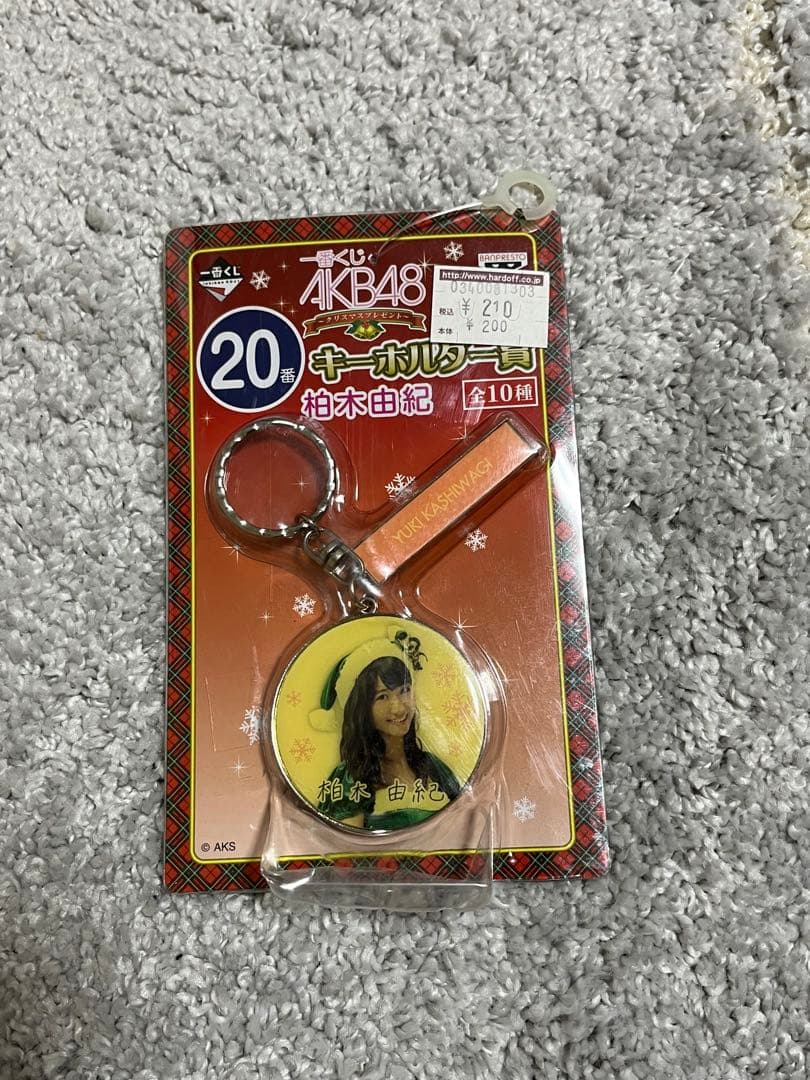 一番くじ
一番くじ
AKB48
~クリスマスプレゼント~
BANPRESTO
http://www.hardoff.co.jp
税込 ¥ 210
本体 ¥ 200
20番
キーホルダー賞
柏木由紀
全10種
YUKI KASHIWAGI
柏木 由紀
© AKS